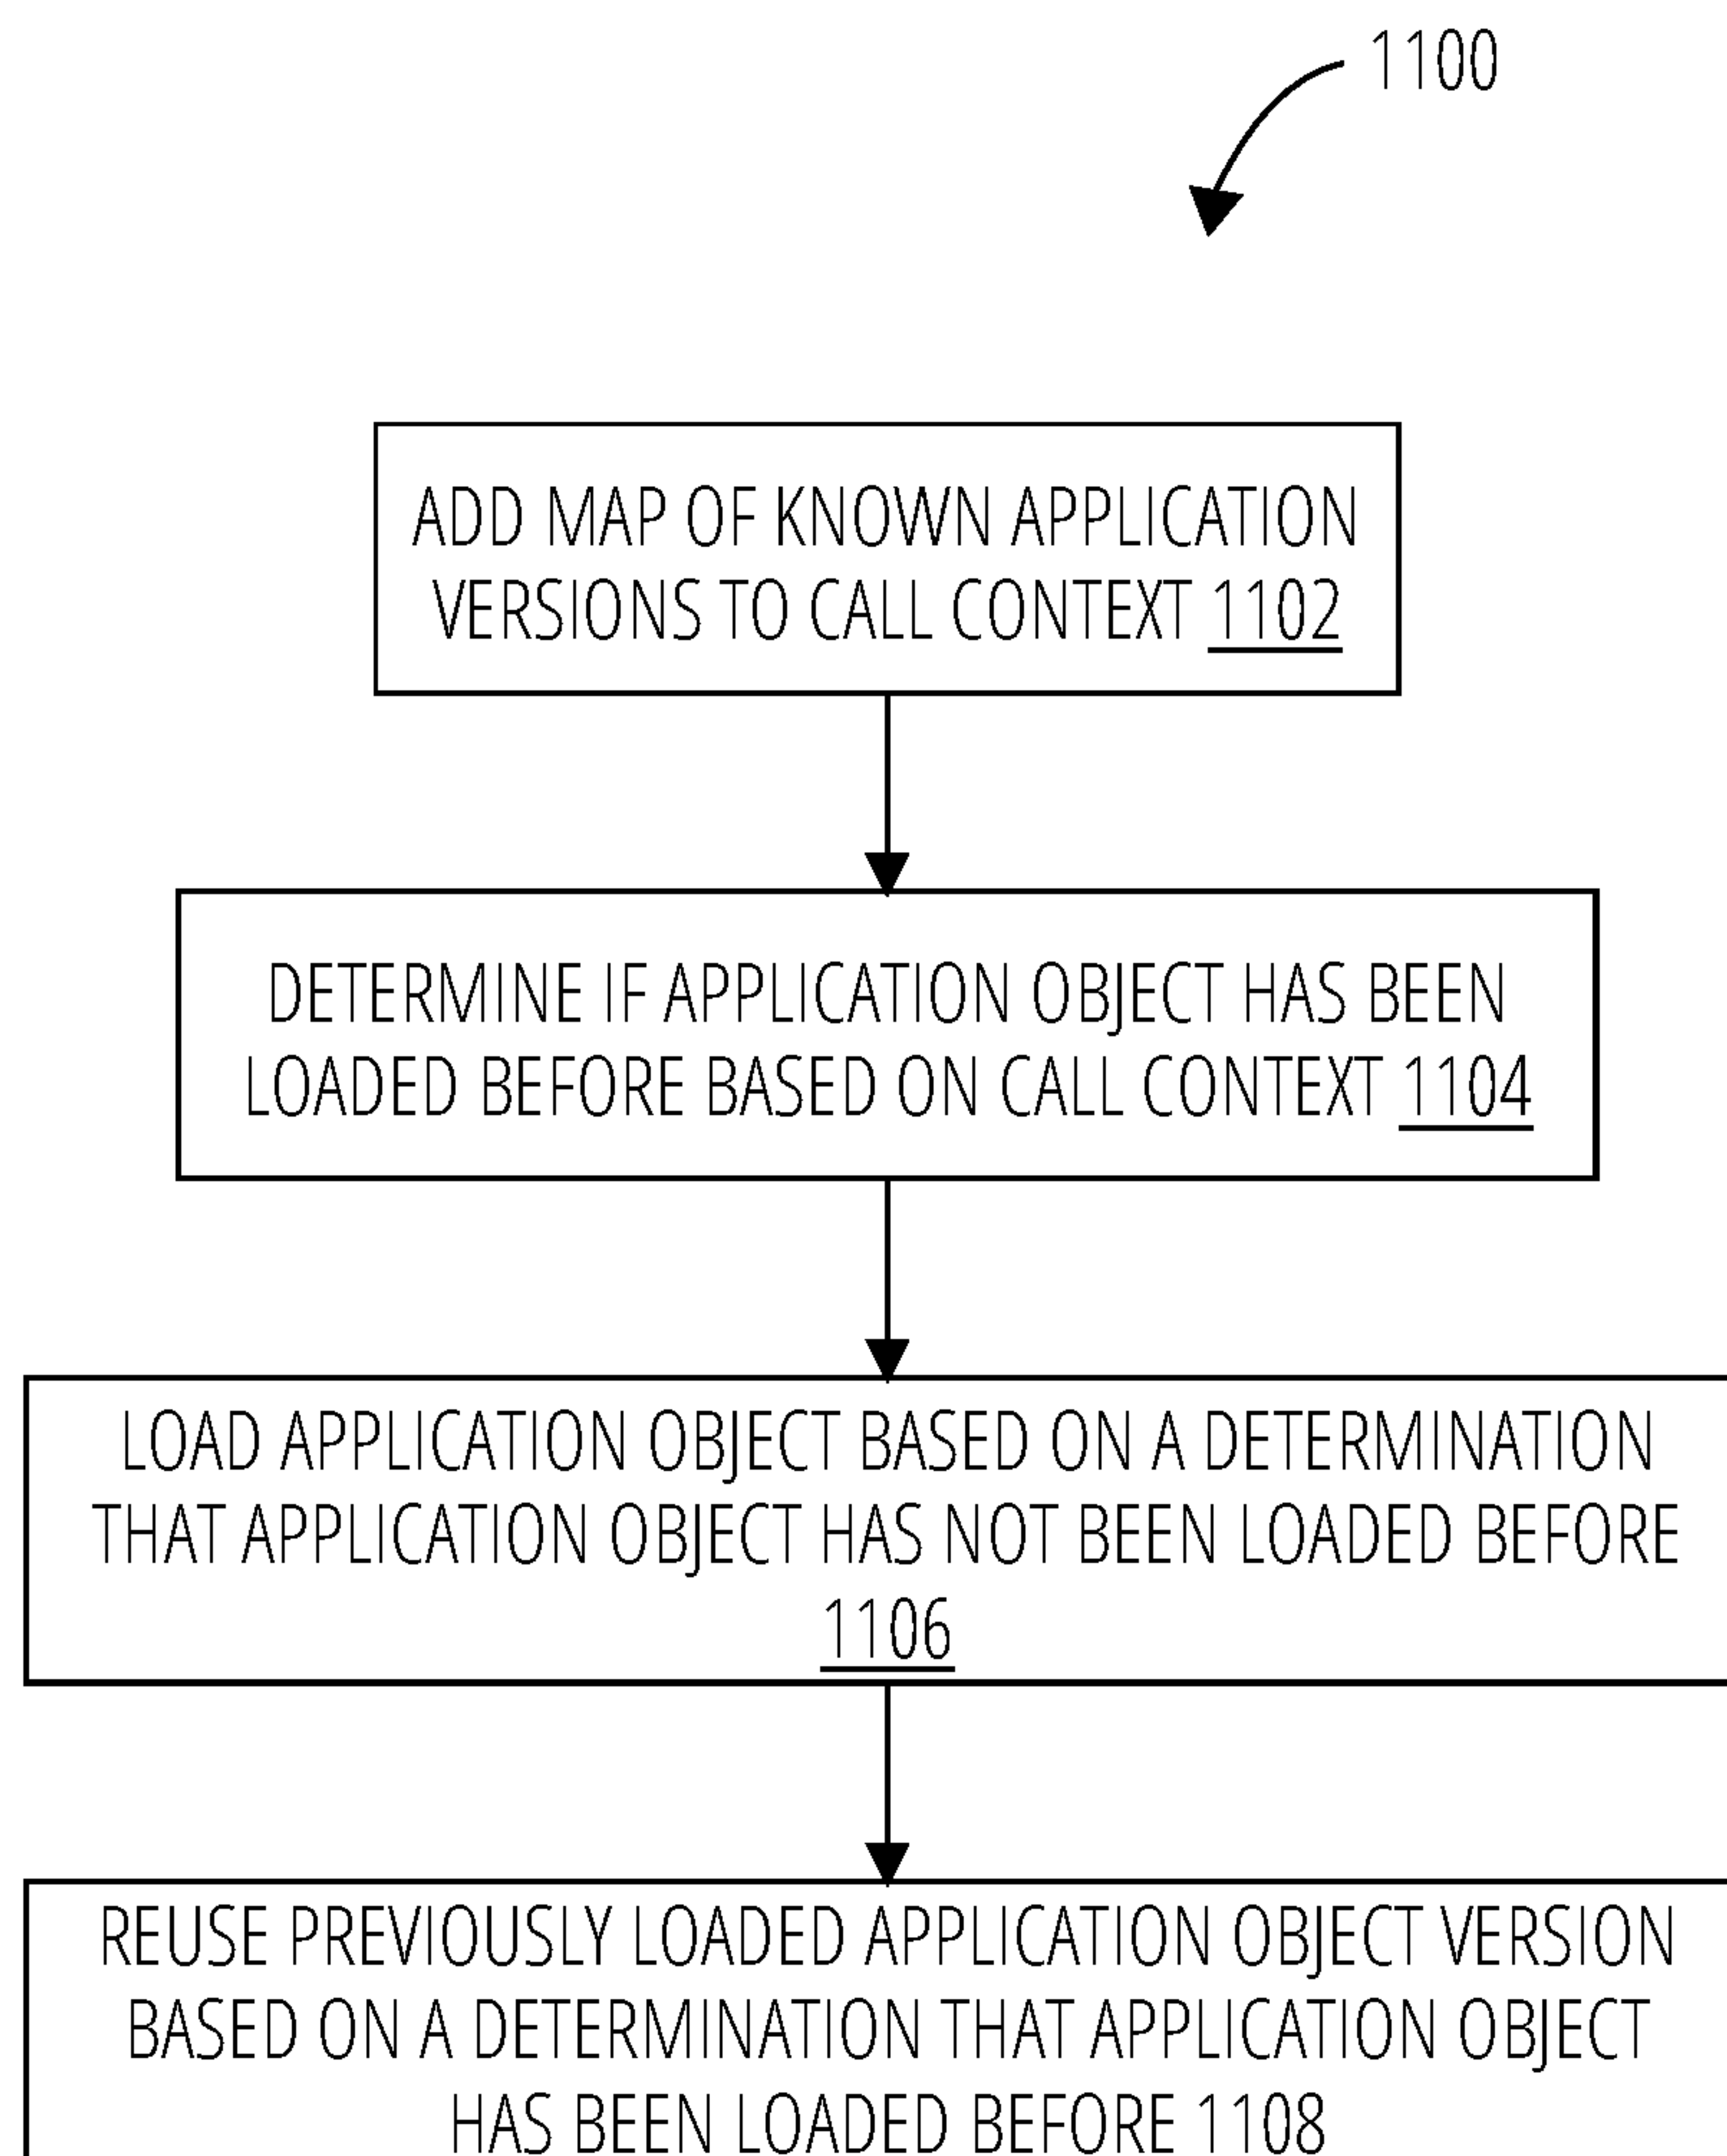 1100
ADD MAP OF KNOWN APPLICATION
VERSIONS TO CALL CONTEXT 1102
DETERMINE IF APPLICATION OBJECT HAS BEEN
LOADED BEFORE BASED ON CALL CONTEXT 1104
LOAD APPLICATION OBJECT BASED ON A DETERMINATION
THAT APPLICATION OBJECT HAS NOT BEEN LOADED BEFORE
1106
REUSE PREVIOUSLY LOADED APPLICATION OBJECT VERSION
BASED ON A DETERMINATION THAT APPLICATION OBJECT
HAS BEEN LOADED BEFORE 1108